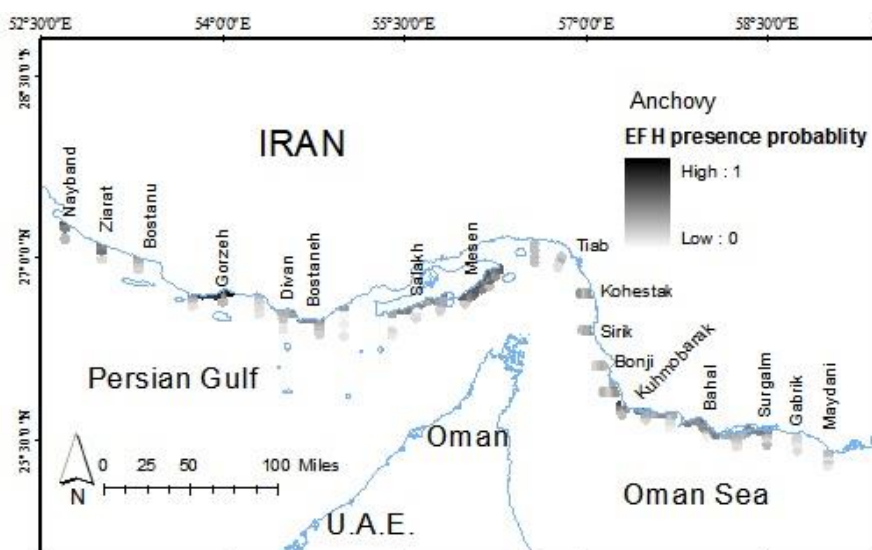 52°30'0"E 54°0'0"E 55°30'0"E 57°0'0"E 58°30'0"E
28°30'0"N
27°0'0"N
25°30'0"N
IRAN
Anchovy
EFH presence probablity
High : 1
Low : 0
Nayband
Ziarat
Bostanu
Gorzeh
Divan
Bostaneh
Salakh
Mesen
Tiab
Kohestak
Sirik
Bonji
Kuhmobarak
Bahal
Surgalm
Gabrik
Maydani
Persian Gulf
Oman
Oman Sea
U.A.E.
0 25 50 100 Miles
N